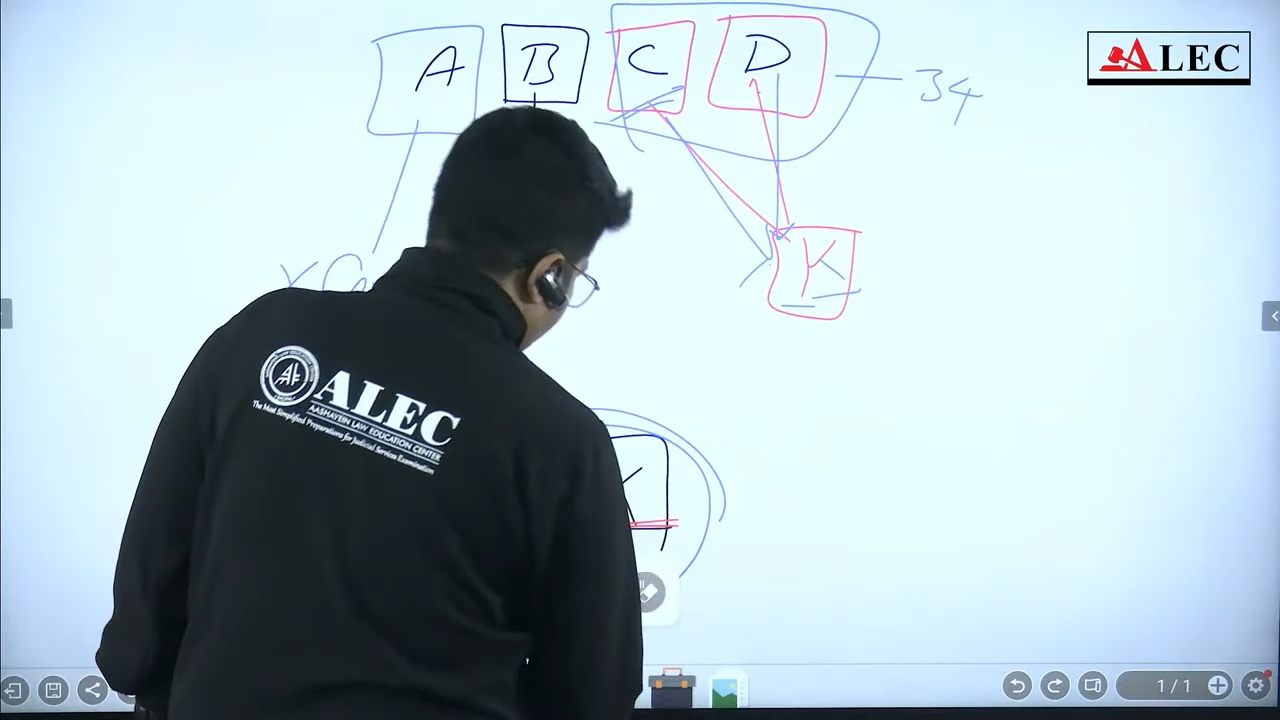 A B C D
34
ALEC
K
ALEC
AASHAYEIN LAW EDUCATION CENTER
The Most Simplified Preparations for Judicial Services Examination
1/1